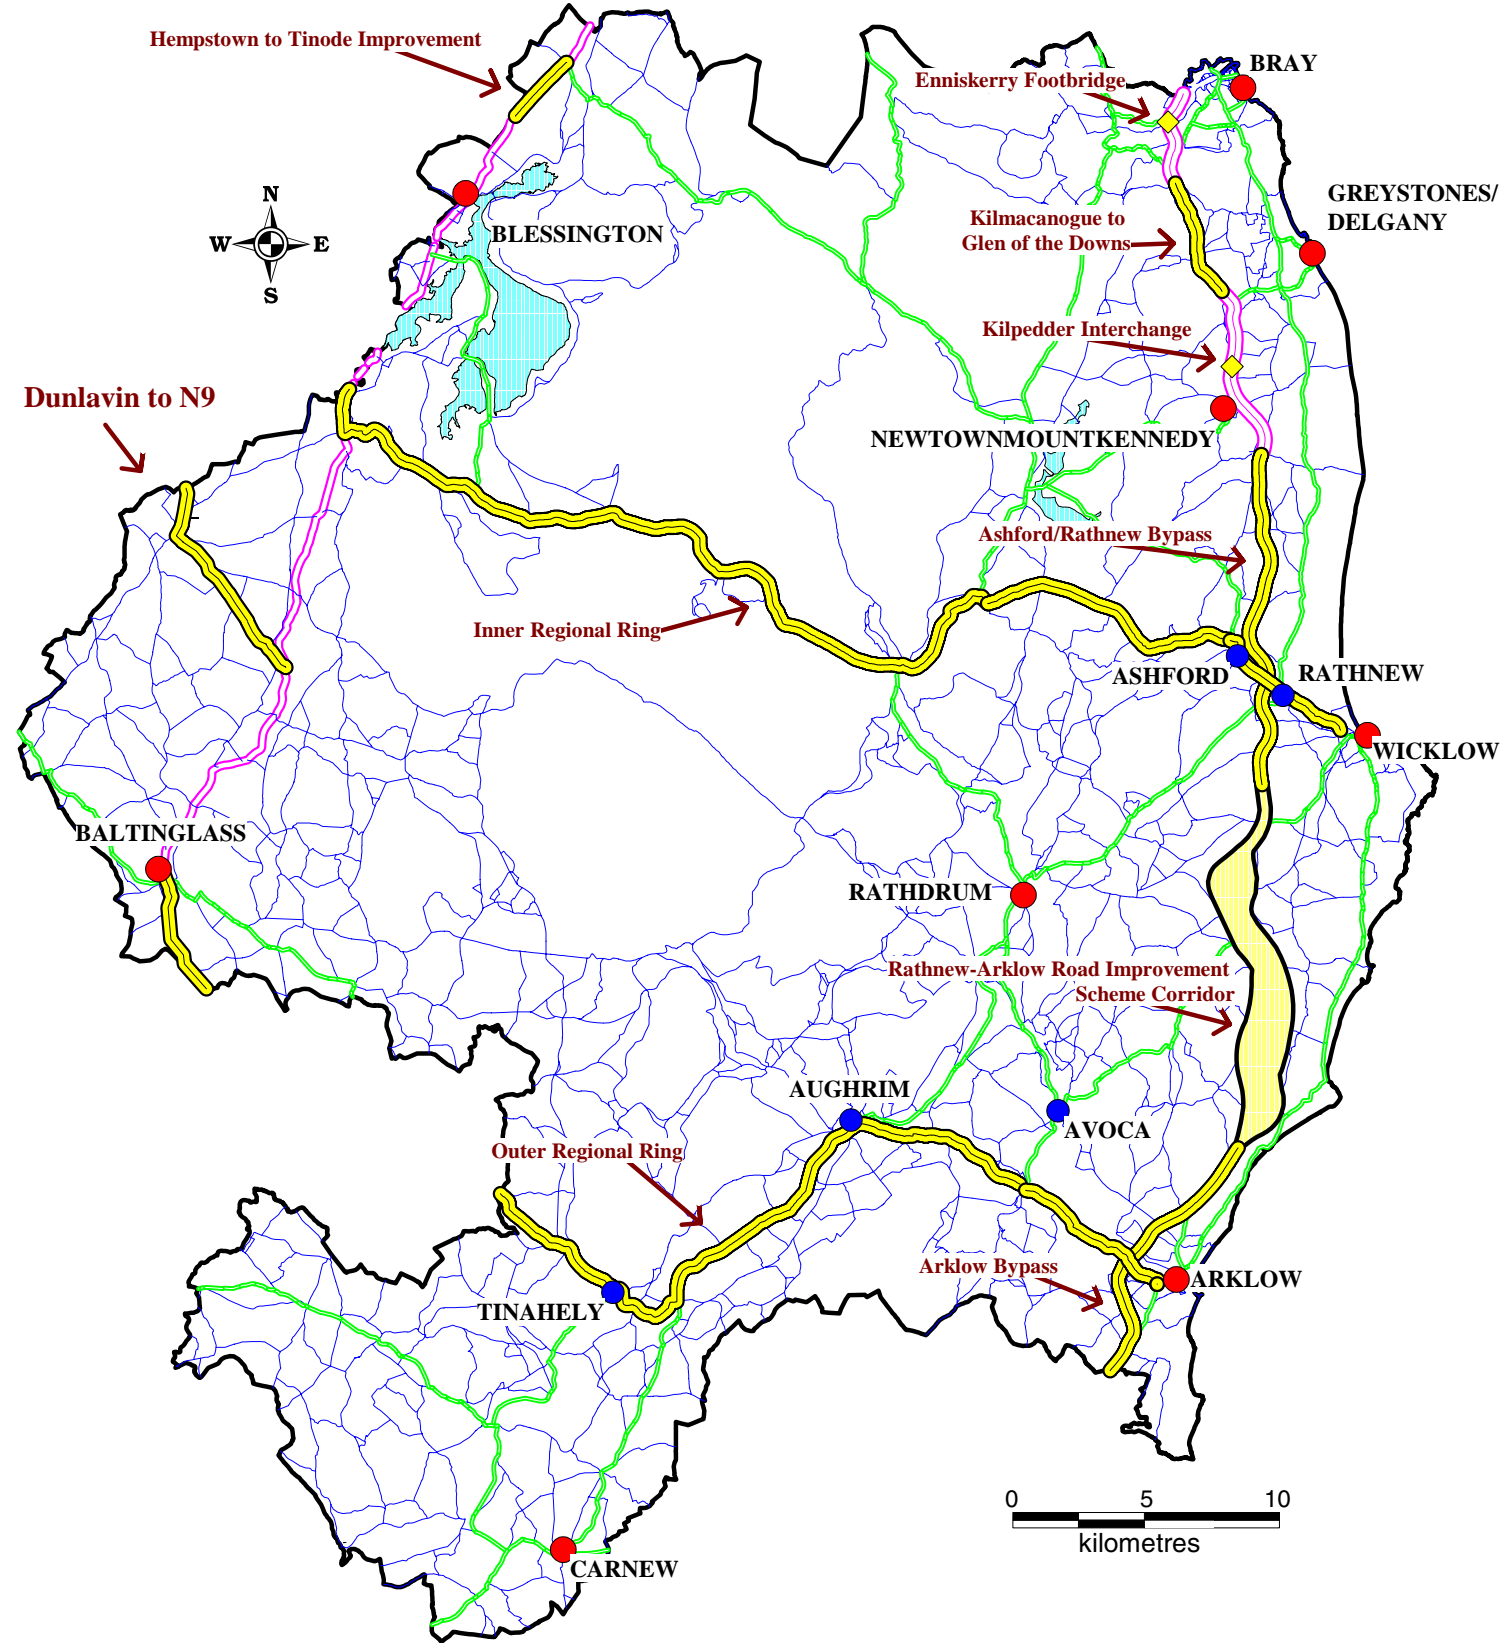 Hempstown to Tinode Improvement
BRAY
Enniskerry Footbridge
N
W E
S
BLESSINGTON
GREYSTONES/
DELGANY
Kilmacanogue to
Glen of the Downs
Kilpedder Interchange
Dunlavin to N9
NEWTOWNMOUNTKENNEDY
Ashford/Rathnew Bypass
Inner Regional Ring
ASHFORD
RATHNEW
WICKLOW
BALTINGLASS
RATHDRUM
Rathnew-Arklow Road Improvement
Scheme Corridor
AUGHRIM
AVOCA
Outer Regional Ring
Arklow Bypass
ARKLOW
TINAHELY
0 5 10
kilometres
CARNEW